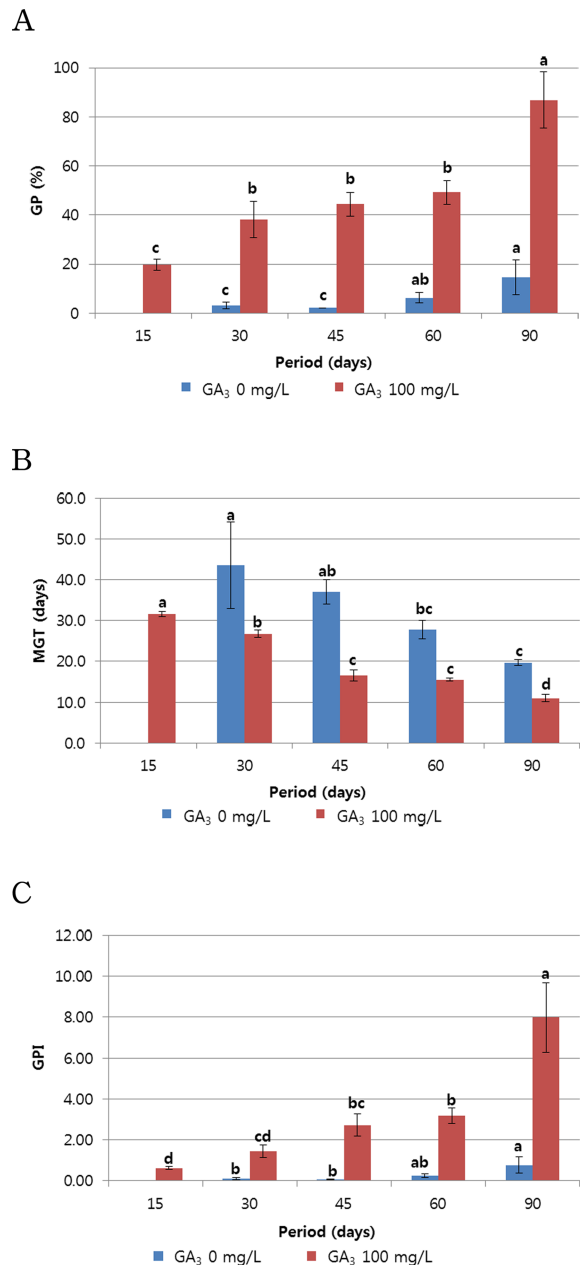 A
GP (%)
100
80
60
40
20
0
c
c
b
c
b
ab
b
a
a
15 30 45 60 90
Period (days)
GA₃ 0 mg/L GA₃ 100 mg/L
B
MGT (days)
60.0
50.0
40.0
30.0
20.0
10.0
0.0
a
a
b
ab
c
bc
c
c
d
15 30 45 60 90
Period (days)
GA₃ 0 mg/L GA₃ 100 mg/L
C
GPI
12.00
10.00
8.00
6.00
4.00
2.00
0.00
d
b
cd
b
bc
ab
b
a
a
15 30 45 60 90
Period (days)
GA₃ 0 mg/L GA₃ 100 mg/L